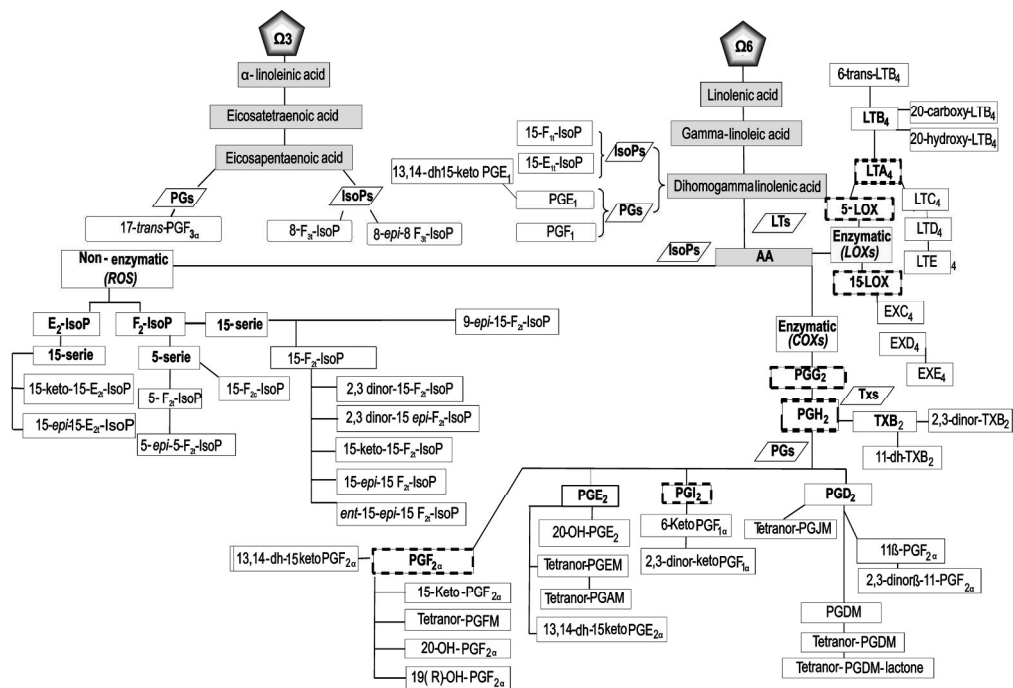 Ω3
α- linoleinic acid
Eicosatetraenoic acid
Eicosapentaenoic acid
PGs
IsoPs
17-trans-PGF3α
8-F3t-IsoP
8-epi-8 F3t-IsoP
Ω6
Linolenic acid
Gamma-linoleic acid
Dihomogamma linolenic acid
IsoPs
15-F1t-IsoP
15-E1t-IsoP
PGs
13,14-dh15-keto PGE1
PGE1
PGF1
LTs
IsoPs
AA
6-trans-LTB4
LTB4
20-carboxy-LTB4
20-hydroxy-LTB4
LTA4
5-LOX
LTC4
LTD4
LTE 4
Enzymatic
(LOXs)
15-LOX
EXC4
EXD4
EXE4
Non-enzymatic
(ROS)
E2-IsoP
F2-IsoP
15-serie
9-epi-15-F2t-IsoP
15-serie
5-serie
15-F2t-IsoP
15-keto-15-E2t-IsoP
15-epi15-E2t-IsoP
5- F2t-IsoP
15-F2c-IsoP
5-epi-5-F2t-IsoP
2,3 dinor-15-F2t-IsoP
2,3 dinor-15 epi-F2t-IsoP
15-keto-15-F2t-IsoP
15-epi-15 F2t-IsoP
ent-15-epi-15 F2t-IsoP
Enzymatic
(COXs)
PGG2
PGH2
Txs
TXB2
2,3-dinor-TXB2
11-dh-TXB2
PGs
PGF2α
13,14-dh-15ketoPGF2α
15-Keto-PGF2α
Tetranor-PGFM
20-OH-PGF2α
19( R)-OH-PGF2α
PGE2
20-OH-PGE2
Tetranor-PGEM
Tetranor-PGAM
13,14-dh-15ketoPGE2α
PGI2
6-Keto PGF1α
2,3-dinor-ketoPGF1α
PGD2
Tetranor-PGJM
11ß-PGF2α
2,3-dinorß-11-PGF2α
PGDM
Tetranor-PGDM
Tetranor-PGDM-lactone